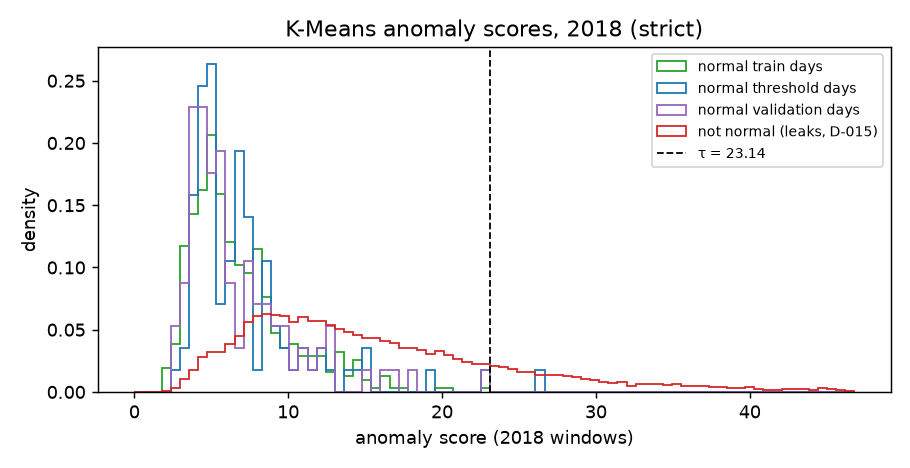 K-Means anomaly scores, 2018 (strict)
normal train days
normal threshold days
normal validation days
not normal (leaks, D-015)
τ = 23.14
density
0.25
0.20
0.15
0.10
0.05
0.00
0 10 20 30 40
anomaly score (2018 windows)